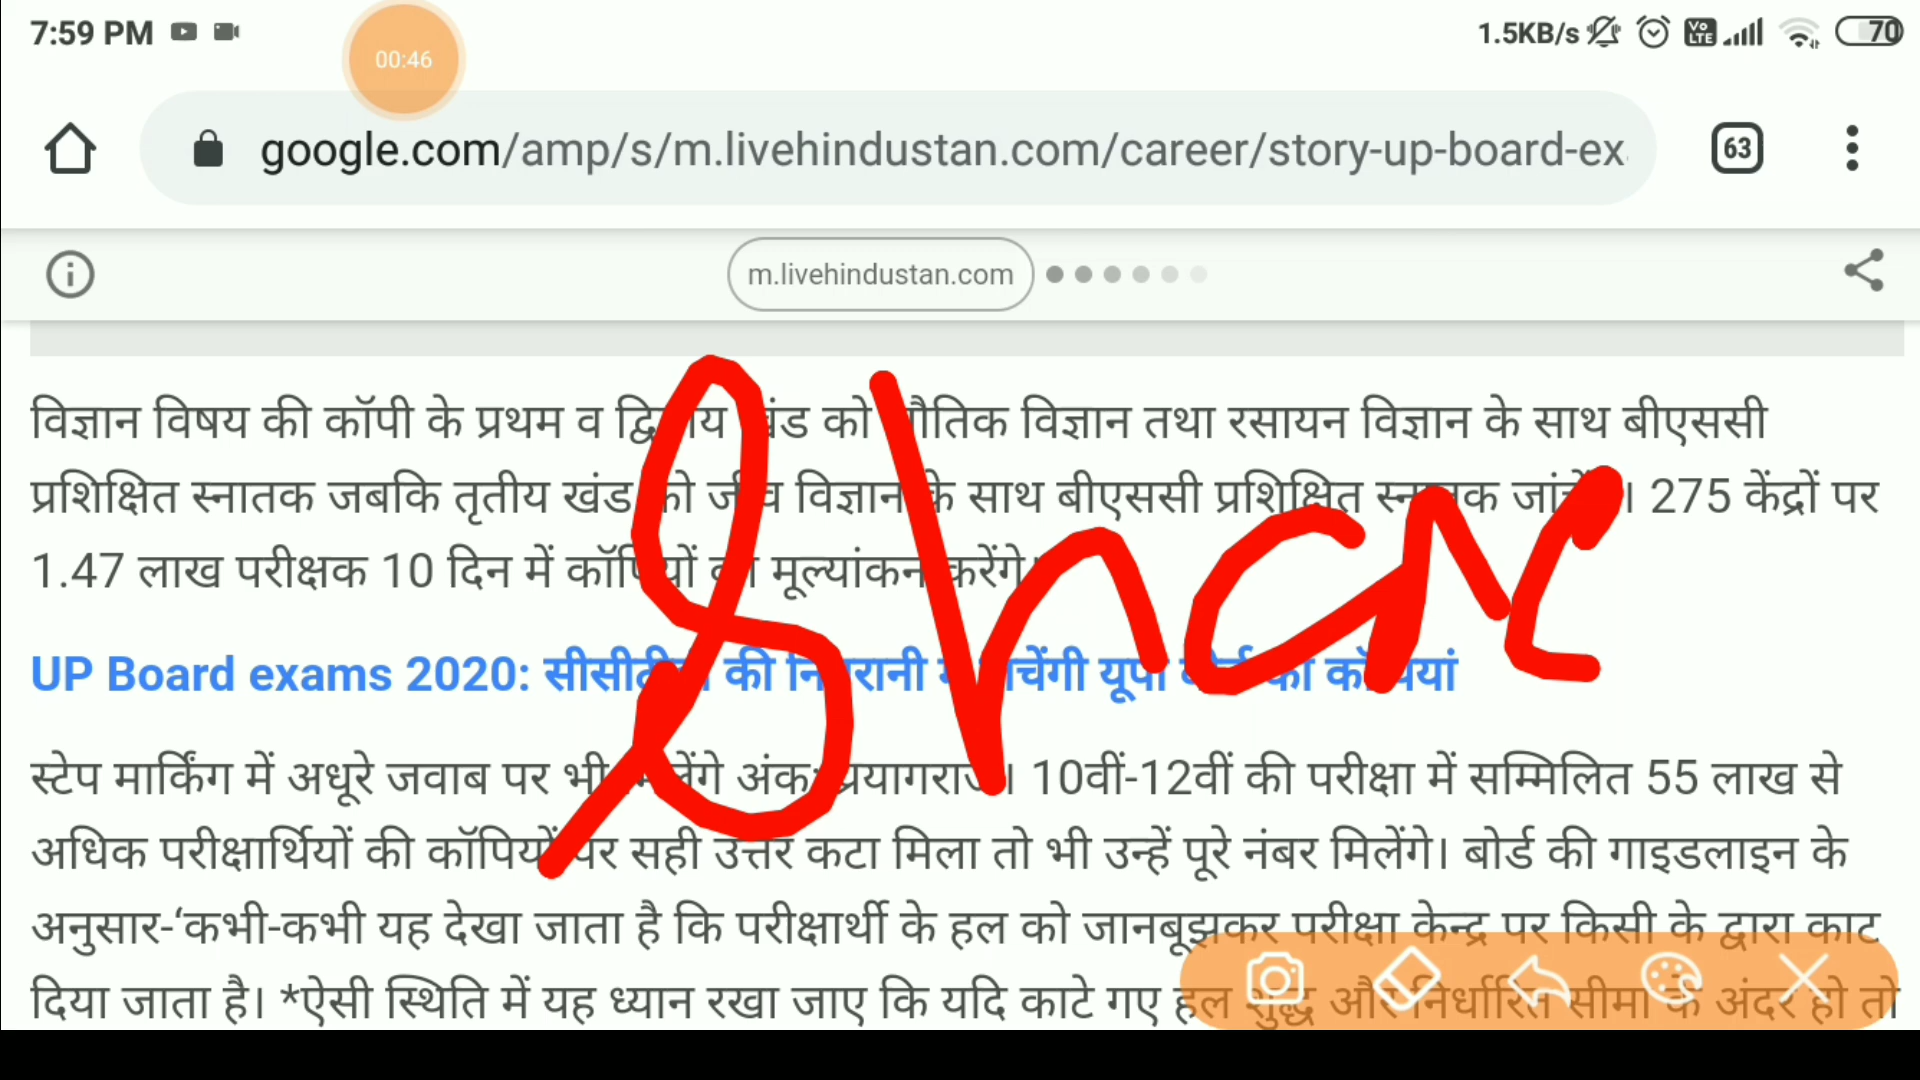 7:59 PM
00:46
1.5KB/s
Vo LTE
70
google.com/amp/s/m.livehindustan.com/career/story-up-board-ex
63
m.livehindustan.com
विज्ञान विषय की कॉपी के प्रथम व द्वितीय खंड को भौतिक विज्ञान तथा रसायन विज्ञान के साथ बीएससी
प्रशिक्षित स्नातक जबकि तृतीय खंड को जीव विज्ञान के साथ बीएससी प्रशिक्षित स्नातक जांचेंगे। 275 केंद्रों पर
1.47 लाख परीक्षक 10 दिन में कॉपियों का मूल्यांकन करेंगे
UP Board exams 2020: सीसीटीवी की निगरानी में जचेंगी यूपी बोर्ड की कॉपियां
स्टेप मार्किंग में अधूरे जवाब पर भी मिलेंगे अंक: प्रयागराज। 10वीं-12वीं की परीक्षा में सम्मिलित 55 लाख से
अधिक परीक्षार्थियों की कॉपियों पर सही उत्तर कटा मिला तो भी उन्हें पूरे नंबर मिलेंगे। बोर्ड की गाइडलाइन के
अनुसार-‘कभी-कभी यह देखा जाता है कि परीक्षार्थी के हल को जानबूझकर परीक्षा केन्द्र पर किसी के द्वारा काट
दिया जाता है। *ऐसी स्थिति में यह ध्यान रखा जाए कि यदि काटे गए हल शुद्ध और निर्धारित सीमा के अंदर हो तो